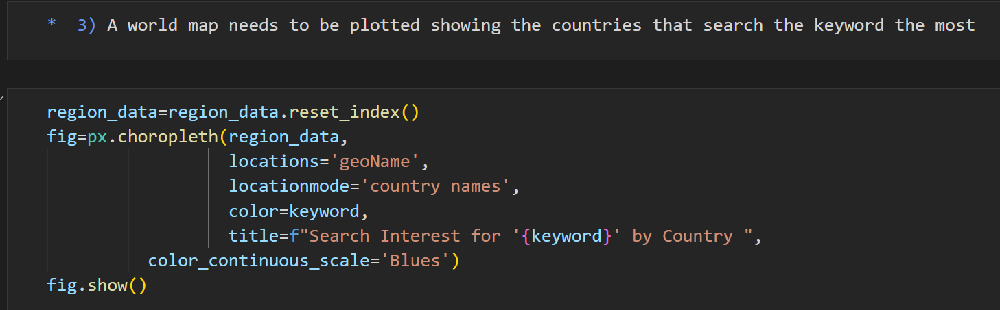 * 3) A world map needs to be plotted showing the countries that search the keyword the most
region_data=region_data.reset_index()
fig=px.choropleth(region_data,
locations='geoName',
locationmode='country names',
color=keyword,
title=f"Search Interest for '{keyword}' by Country ",
color_continuous_scale='Blues')
fig.show()